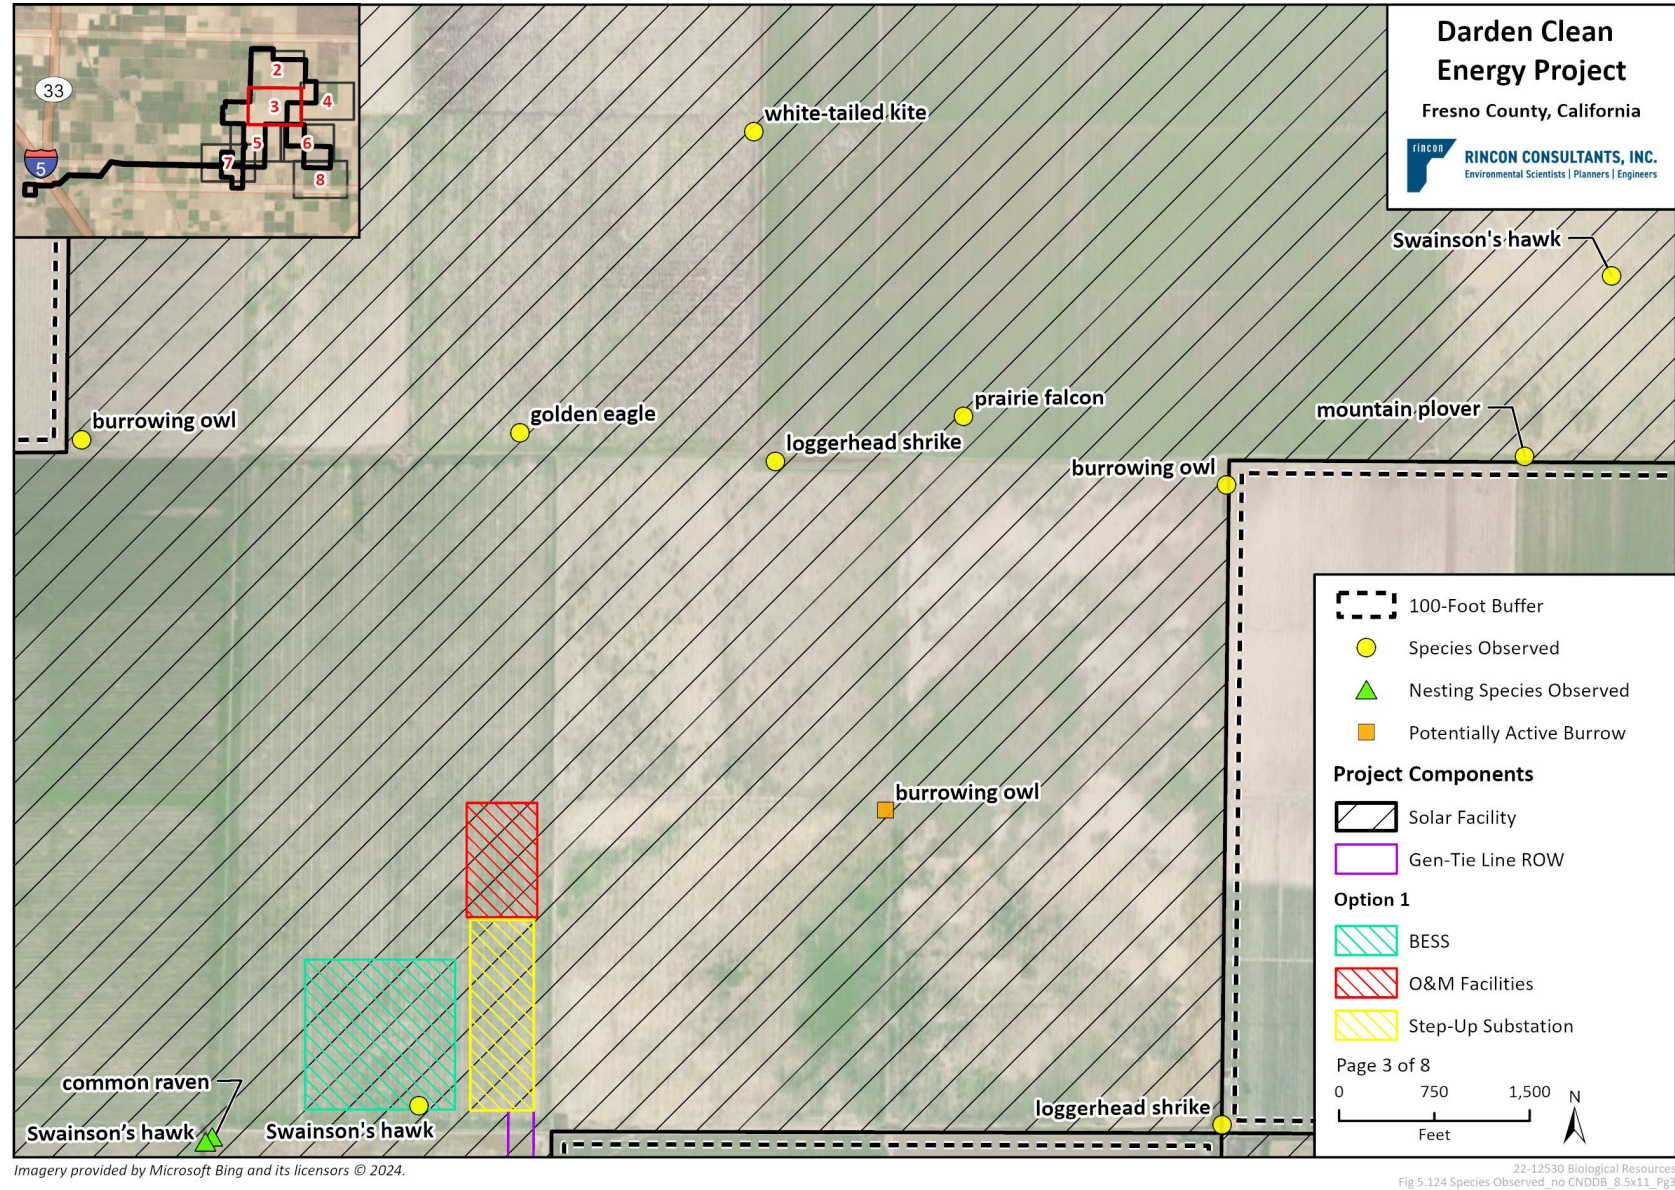 33
5
2
3
4
5
6
7
8
Darden Clean
Energy Project
Fresno County, California
rincon
RINCON CONSULTANTS, INC.
Environmental Scientists | Planners | Engineers
white-tailed kite
Swainson's hawk
burrowing owl
golden eagle
prairie falcon
loggerhead shrike
mountain plover
burrowing owl
burrowing owl
common raven
Swainson’s hawk
Swainson's hawk
loggerhead shrike
100-Foot Buffer
Species Observed
Nesting Species Observed
Potentially Active Burrow
Project Components
Solar Facility
Gen-Tie Line ROW
Option 1
BESS
O&M Facilities
Step-Up Substation
Page 3 of 8
0 750 1,500
Feet
N
Imagery provided by Microsoft Bing and its licensors © 2024.
22-12530 Biological Resources
Fig 5.124 Species Observed_no CNDDB_8.5x11_Pg3